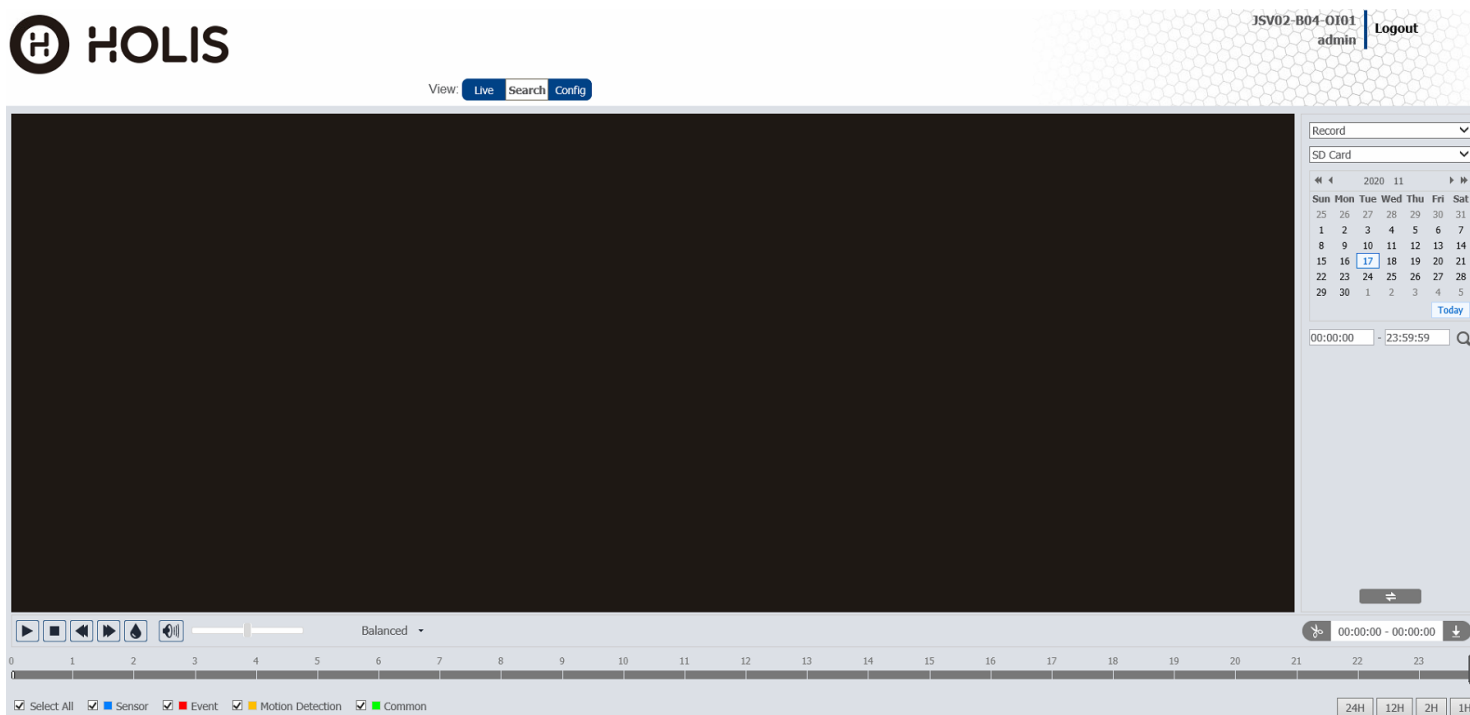 HOLIS
JSV02-B04-OI01
admin
Logout
View: Live Search Config
Record
SD Card
2020 11
Sun Mon Tue Wed Thu Fri Sat
25 26 27 28 29 30 31
1 2 3 4 5 6 7
8 9 10 11 12 13 14
15 16 17 18 19 20 21
22 23 24 25 26 27 28
29 30 1 2 3 4 5
Today
00:00:00 - 23:59:59
Balanced
00:00:00 - 00:00:00
0 1 2 3 4 5 6 7 8 9 10 11 12 13 14 15 16 17 18 19 20 21 22 23
Select All Sensor Event Motion Detection Common
24H 12H 2H 1H